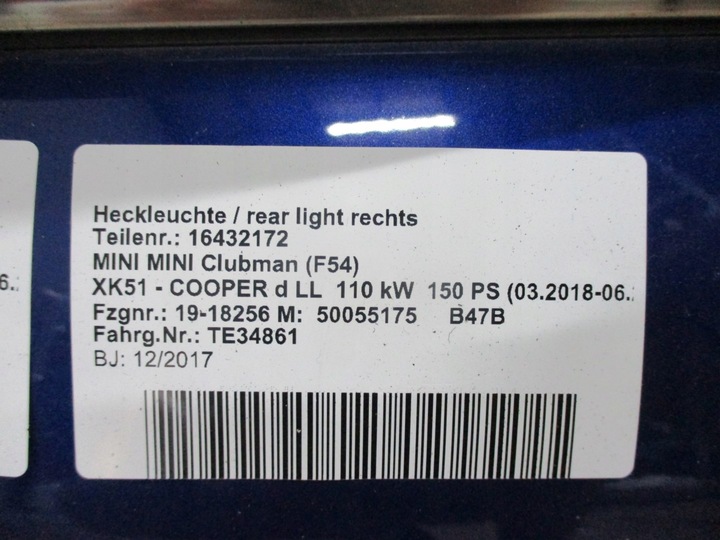 Heckleuchte / rear light rechts
Teilenr.: 16432172
MINI MINI Clubman (F54)
XK51 - COOPER d LL 110 kW 150 PS (03.2018-06.
Fzgnr.: 19-18256 M: 50055175 B47B
Fahrg.Nr.: TE34861
BJ: 12/2017